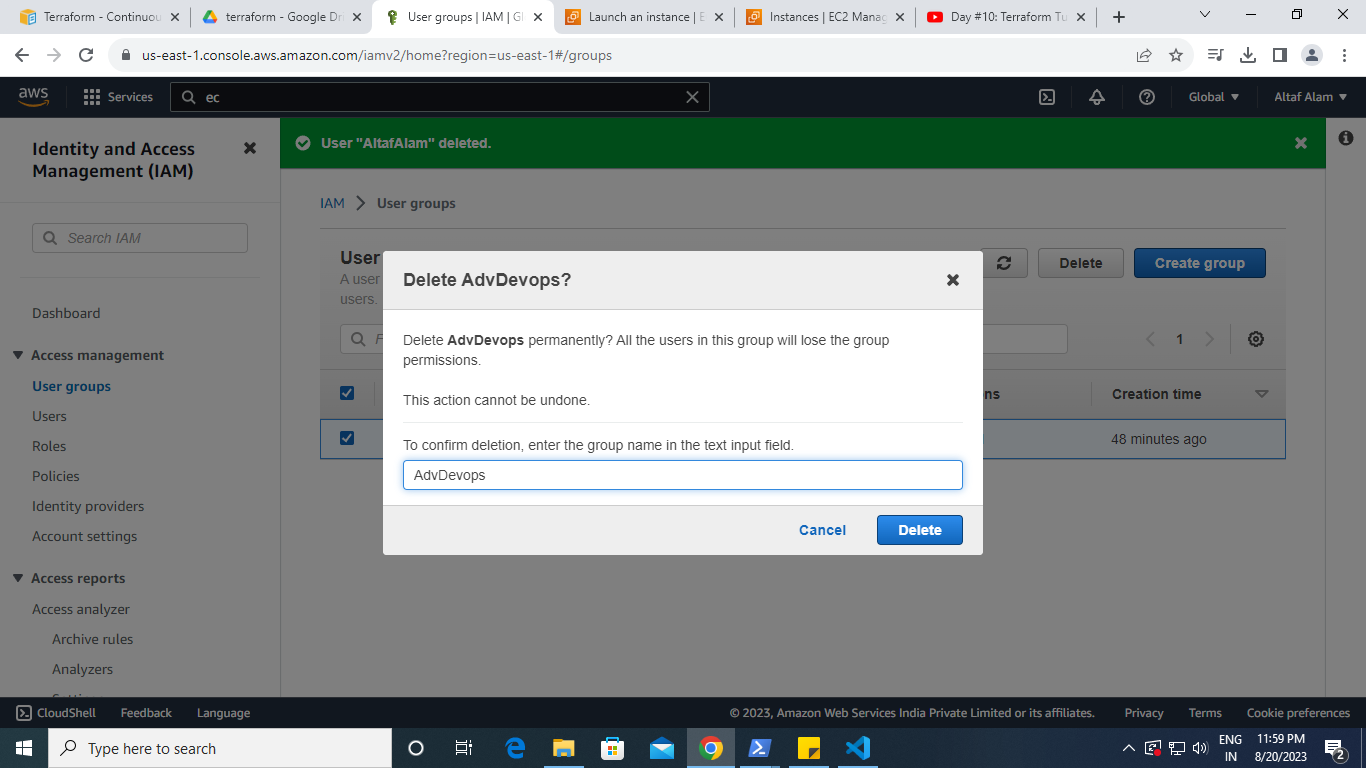 Terraform - Continuou
terraform - Google Dri
User groups | IAM | Gl
Launch an instance | E
Instances | EC2 Manag
Day #10: Terraform Tu
us-east-1.console.aws.amazon.com/iamv2/home?region=us-east-1#/groups
aws
Services
ec
Global
Altaf Alam
Identity and Access
Management (IAM)
Search IAM
Dashboard
Access management
User groups
Users
Roles
Policies
Identity providers
Account settings
Access reports
Access analyzer
Archive rules
Analyzers
User "AltafAlam" deleted.
IAM
User groups
User
A user
users.
Delete
Create group
F
1
ns
Creation time
48 minutes ago
Delete AdvDevops?
Delete AdvDevops permanently? All the users in this group will lose the group
permissions.
This action cannot be undone.
To confirm deletion, enter the group name in the text input field.
AdvDevops
Cancel
Delete
CloudShell
Feedback
Language
© 2023, Amazon Web Services India Private Limited or its affiliates.
Privacy
Terms
Cookie preferences
Type here to search
ENG
IN
11:59 PM
8/20/2023
2